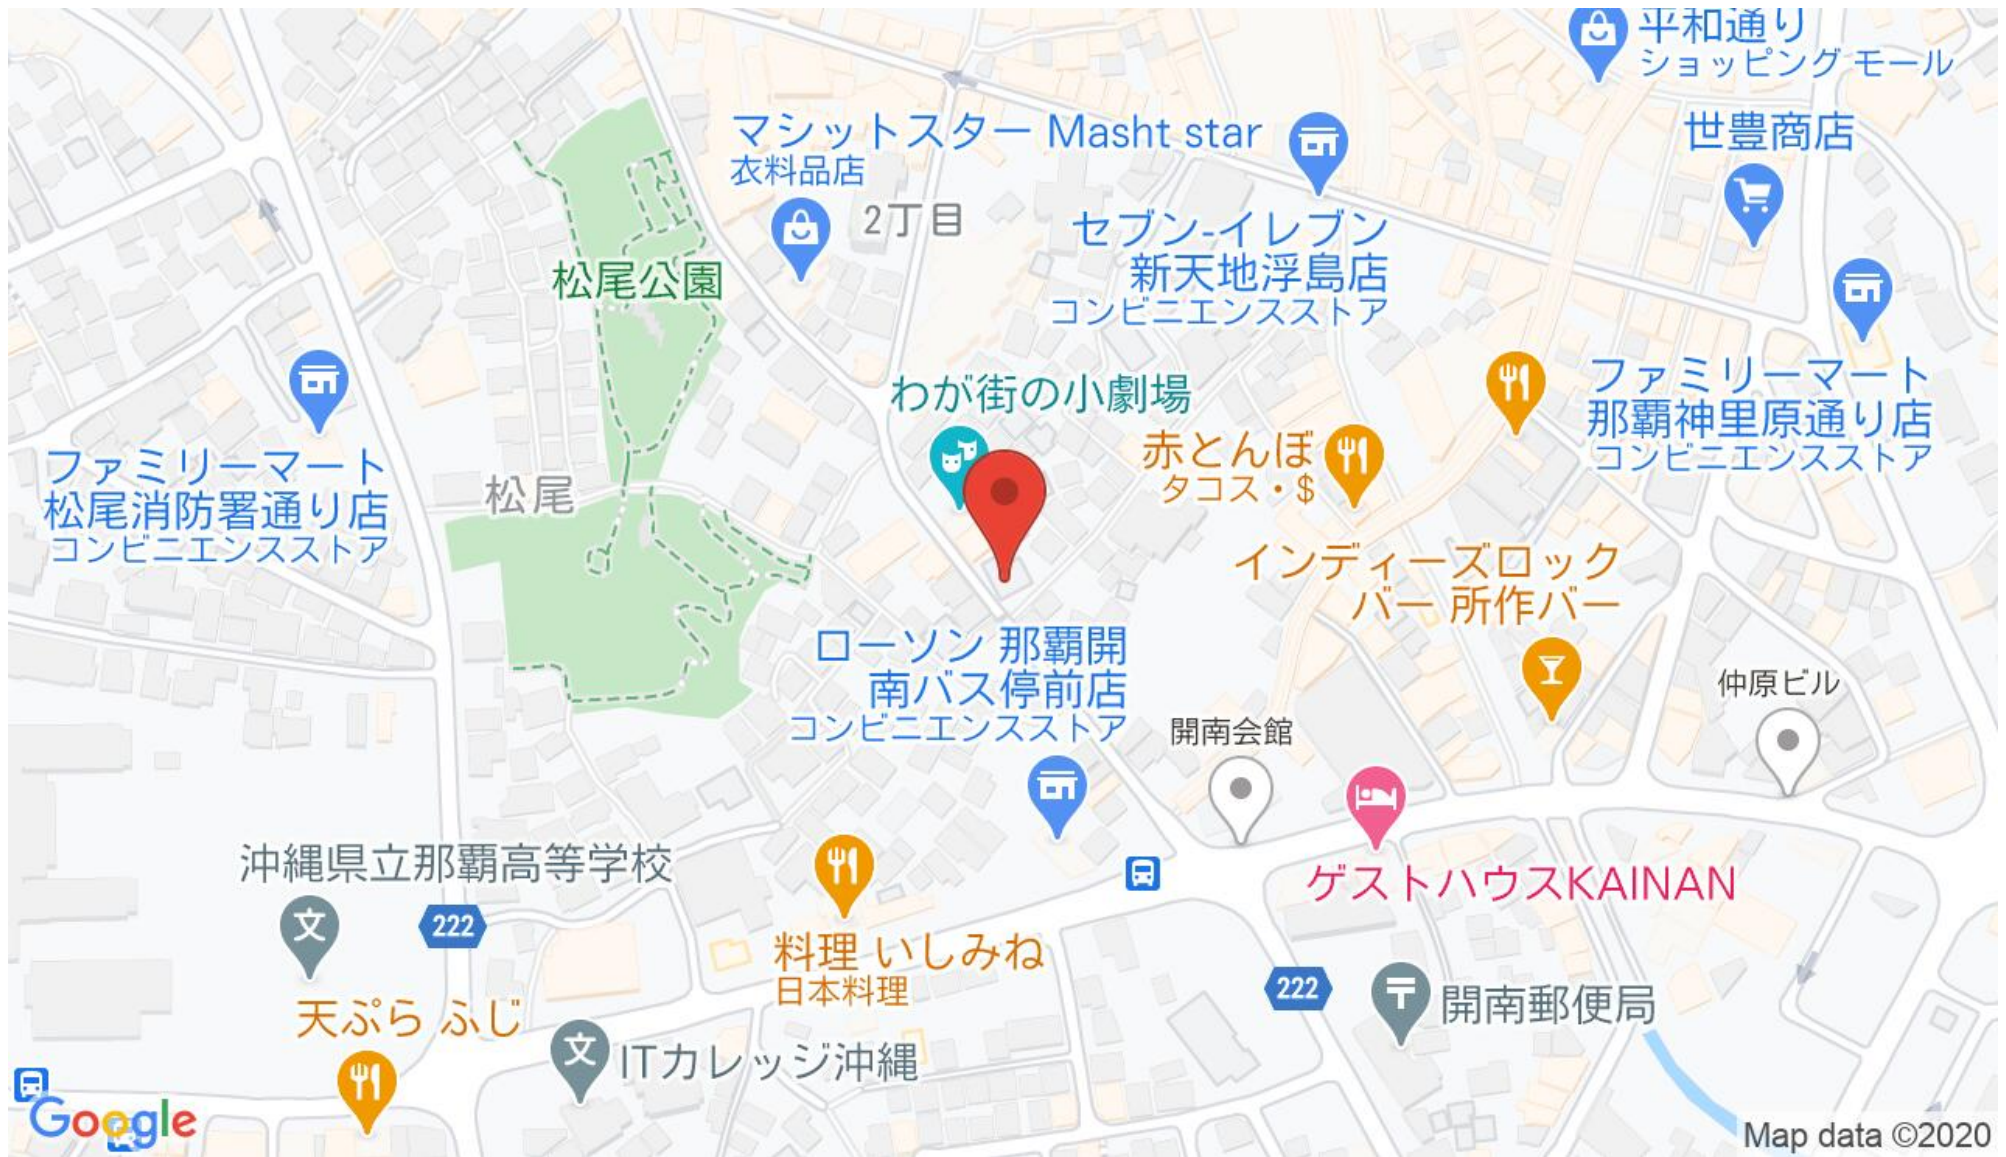 平和通り
ショッピング モール
マシットスター Masht star
衣料品店
世豊商店
2丁目
セブン-イレブン
新天地浮島店
コンビニエンスストア
松尾公園
わが街の小劇場
ファミリーマート
那覇神里原通り店
コンビニエンスストア
赤とんぼ
タコス・$
ファミリーマート
松尾消防署通り店
コンビニエンスストア
松尾
インディーズロック
バー 所作バー
ローソン 那覇開
南バス停前店
コンビニエンスストア
仲原ビル
開南会館
沖縄県立那覇高等学校
文
222
ゲストハウスKAINAN
料理 いしみね
日本料理
222
〒
開南郵便局
天ぷら ふじ
文
ITカレッジ沖縄
Google
Map data ©2020